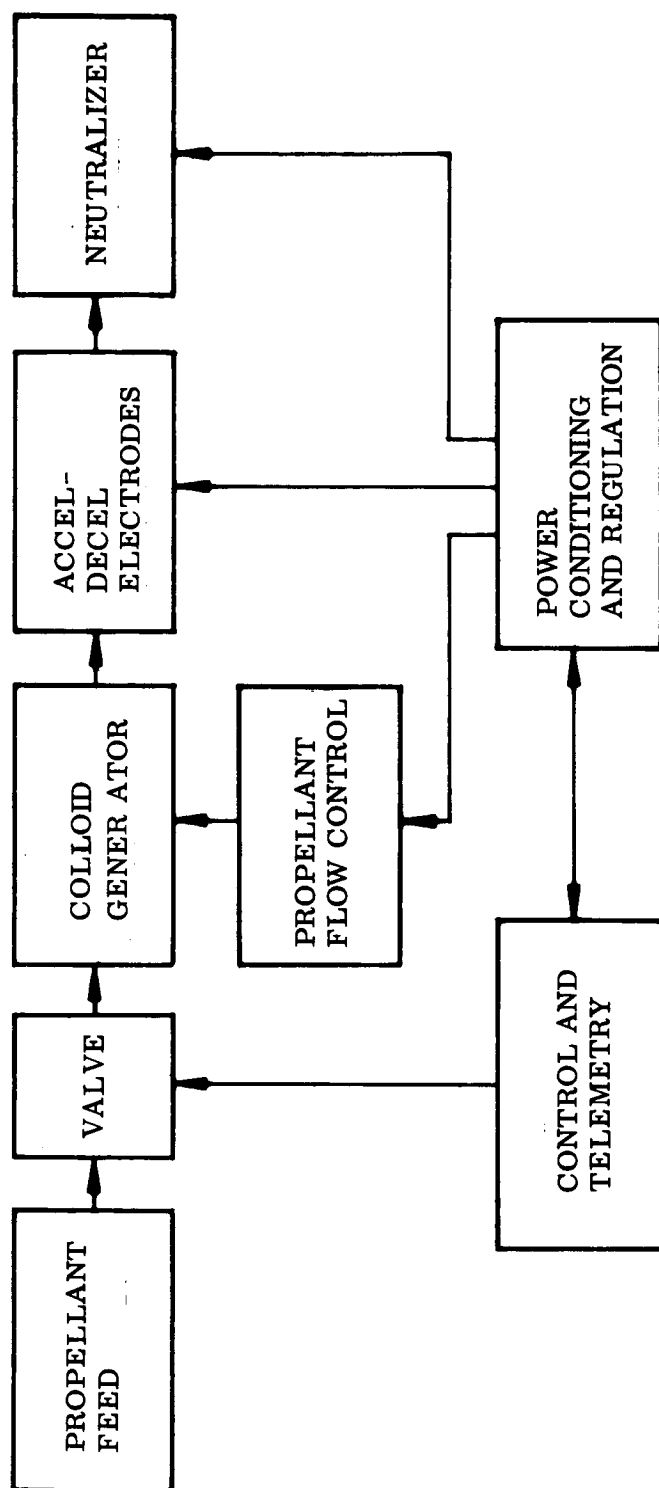 PROPELLANT
FEED
VALVE
COLLOID
GENER ATOR
ACCEL-
DECEL
ELECTRODES
NEUTRALIZER
PROPELLANT
FLOW CONTROL
CONTROL AND
TELEMETRY
POWER
CONDITIONING
AND REGULATION